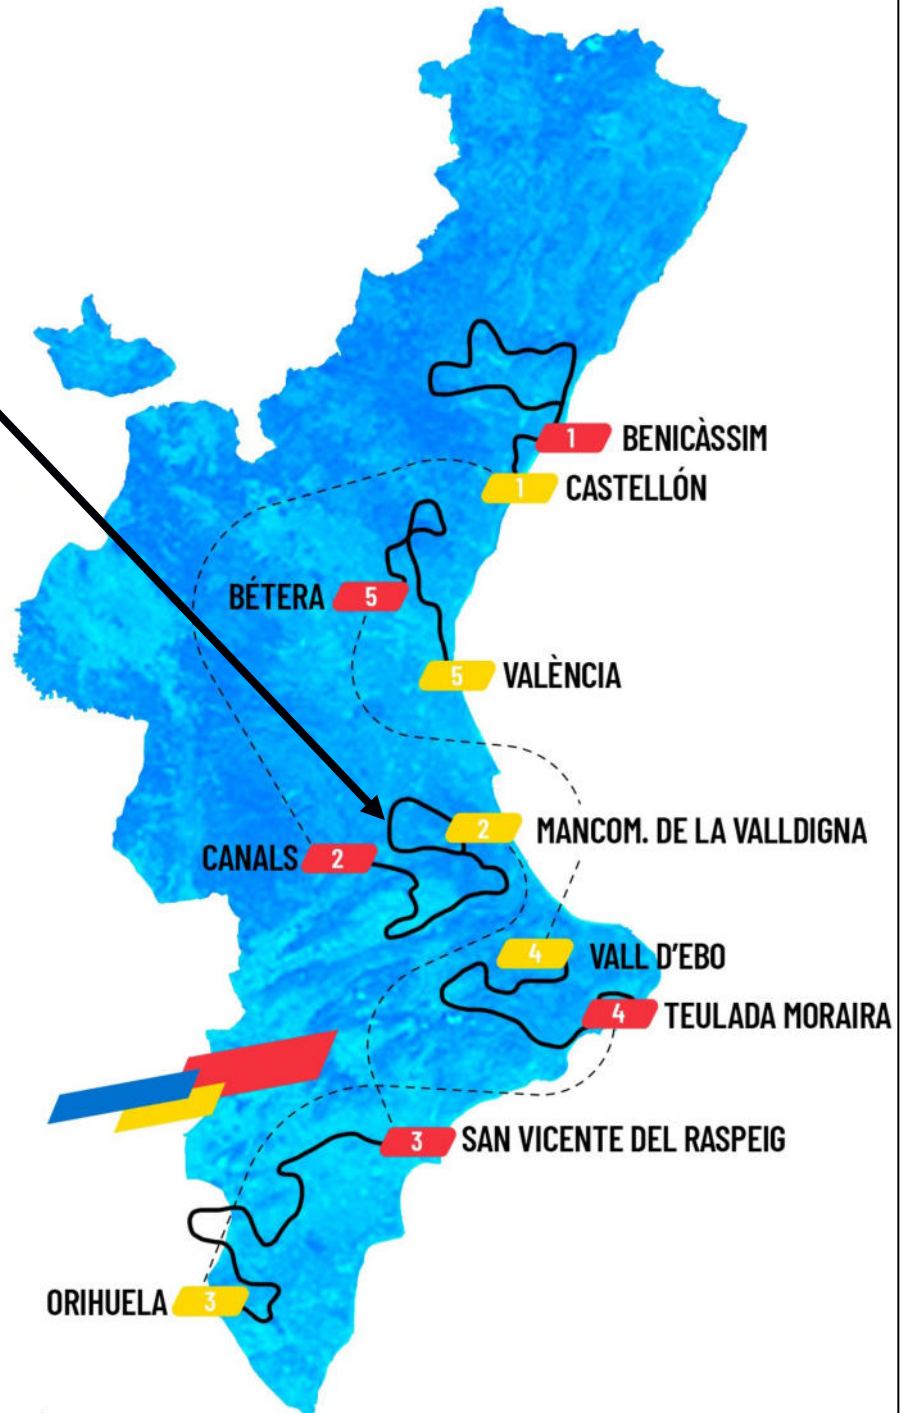 1 BENICÀSSIM
1 CASTELLÓN
BÉTERA 5
5 VALÈNCIA
2 MANCOM. DE LA VALLDIGNA
CANALS 2
4 VALL D'EBO
4 TEULADA MORAIRA
3 SAN VICENTE DEL RASPEIG
ORIHUELA 3